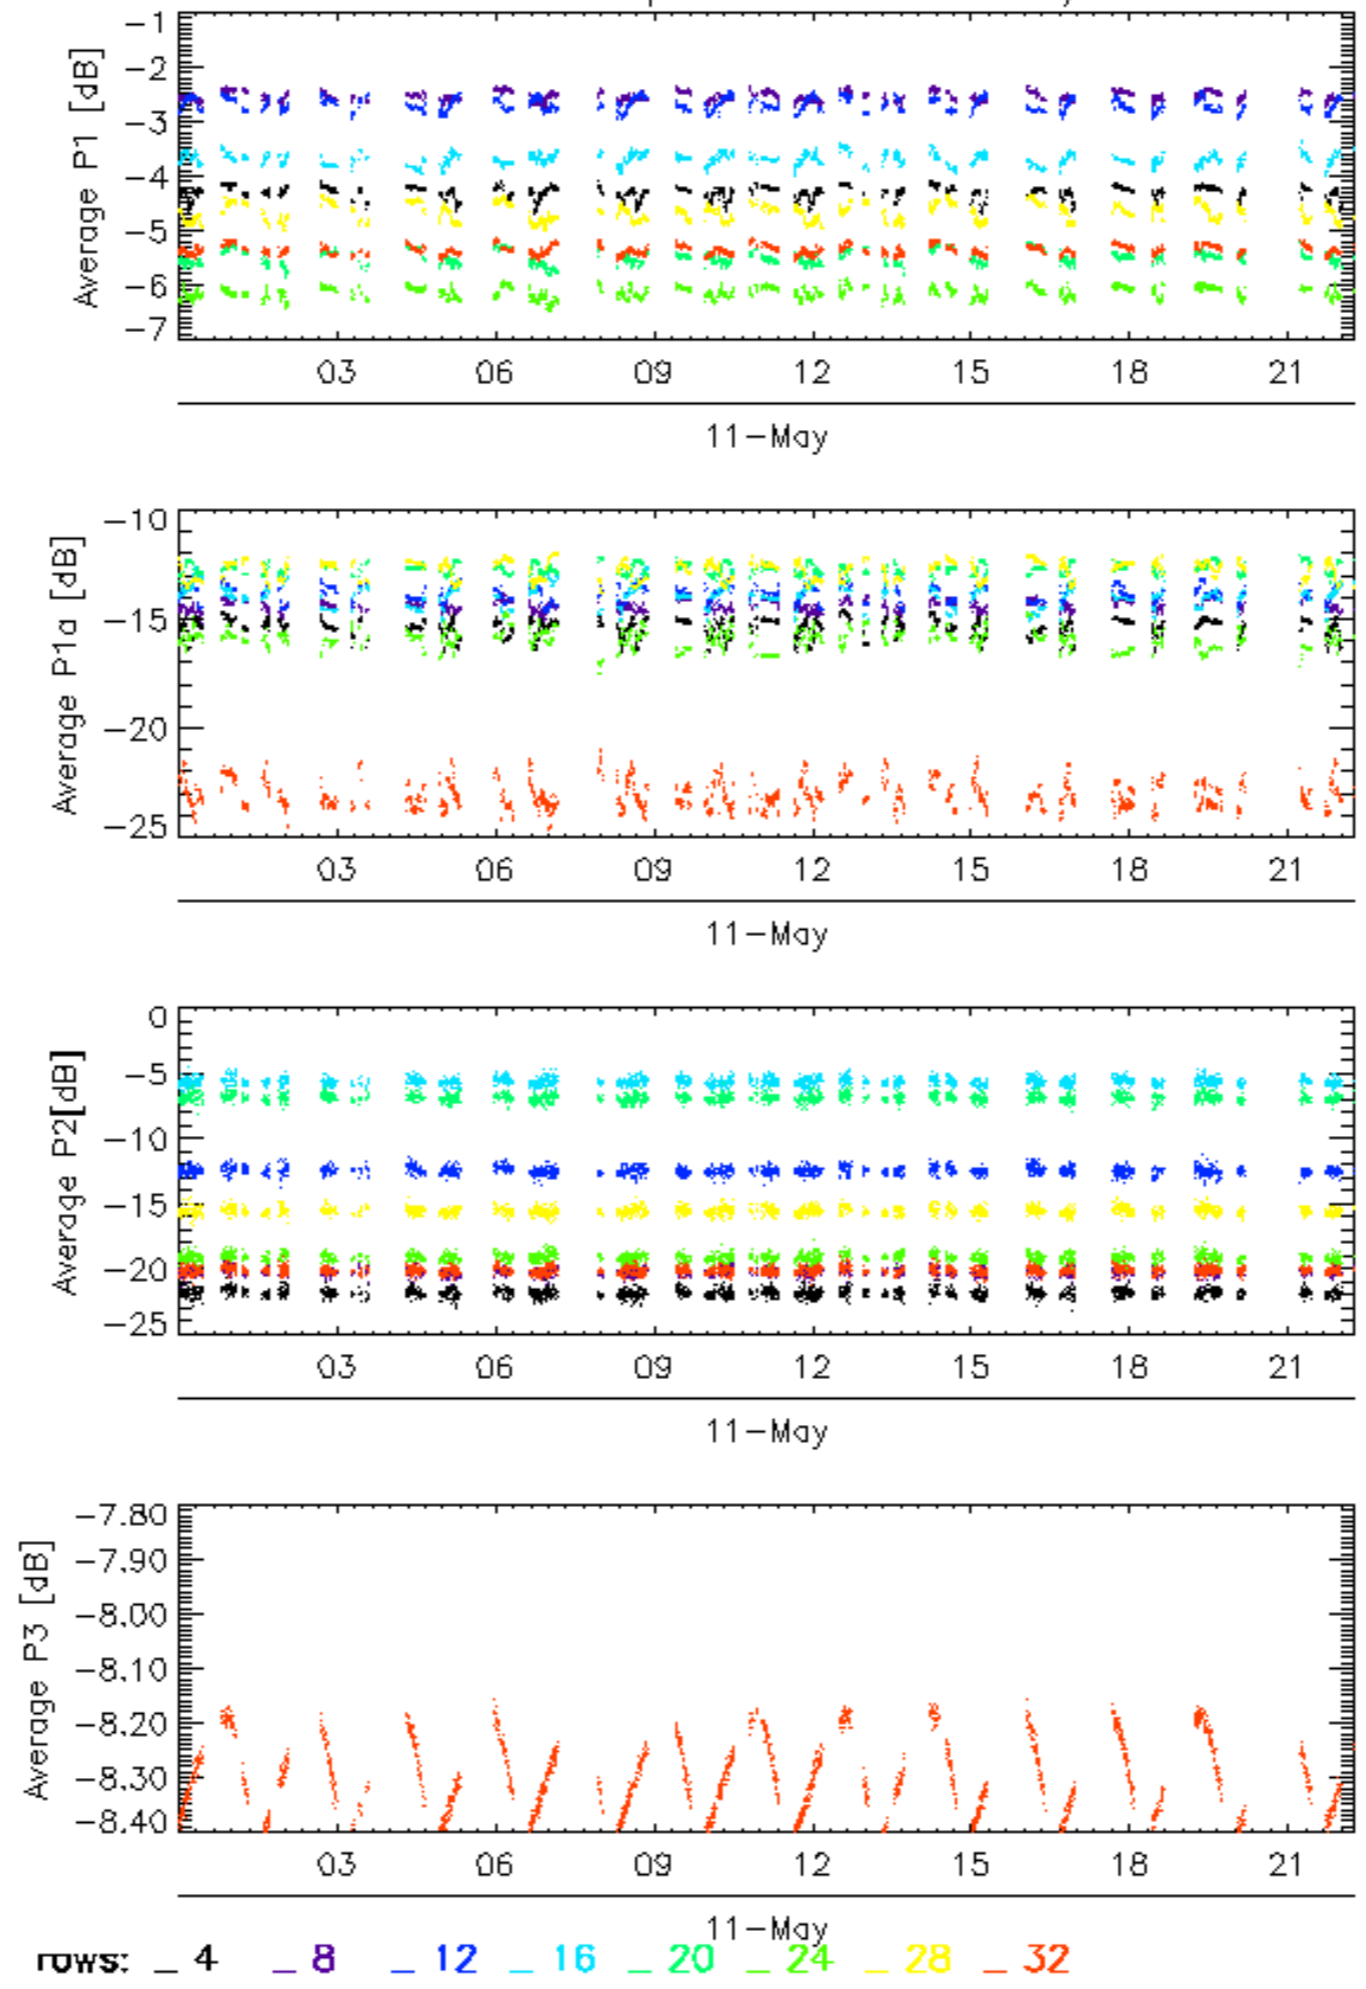 Average P1 [dB]
-1
-2
-3
-4
-5
-6
-7
03 06 09 12 15 18 21
11-May
Average P1a [dB]
-10
-15
-20
-25
03 06 09 12 15 18 21
11-May
Average P2[dB]
0
-5
-10
-15
-20
-25
03 06 09 12 15 18 21
11-May
Average P3 [dB]
-7.80
-7.90
-8.00
-8.10
-8.20
-8.30
-8.40
03 06 09 12 15 18 21
11-May
rows: _ 4 _ 8 _ 12 _ 16 _ 20 _ 24 _ 28 _ 32